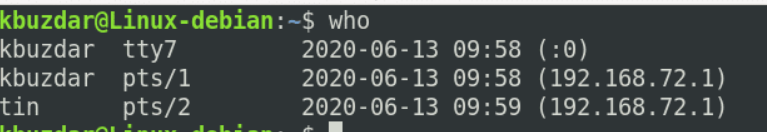 kbuzdar@Linux-debian:~$ who
kbuzdar  tty7         2020-06-13 09:58 (:0)
kbuzdar  pts/1        2020-06-13 09:58 (192.168.72.1)
tin      pts/2        2020-06-13 09:59 (192.168.72.1)
kbuzdar@Linux-debian:~$